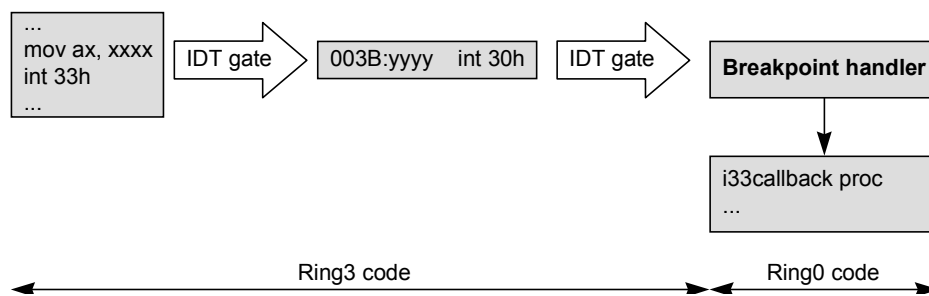 ...
mov ax, xxxx
int 33h
...
IDT gate
003B:yyyy int 30h
IDT gate
Breakpoint handler
i33callback proc
...
Ring3 code
Ring0 code